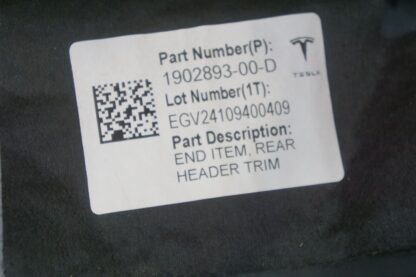 Part Number(P):
1902893-00-D
TESLA
Lot Number(1T):
EGV24109400409
Part Description:
END ITEM, REAR
HEADER TRIM